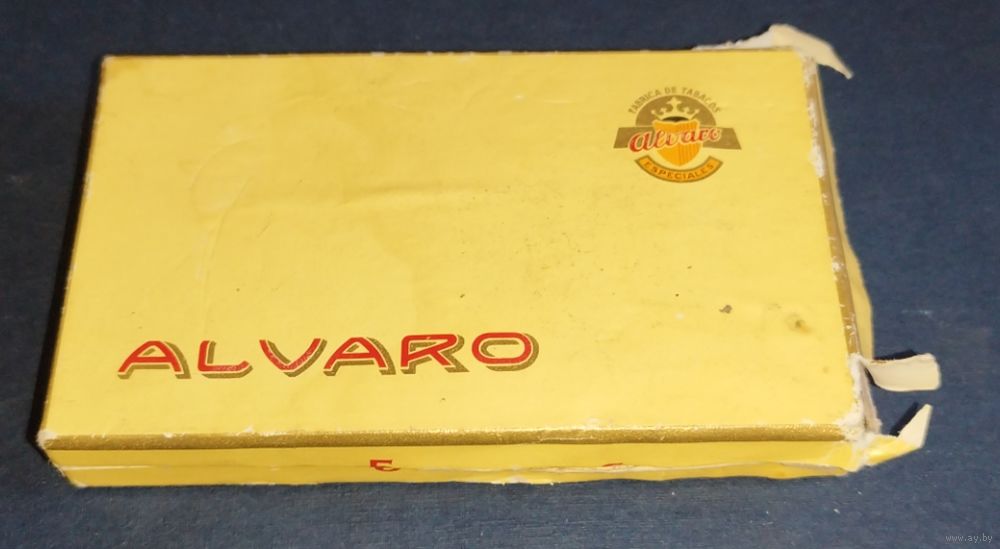 FABRICA DE TABACOS
Alvaro
ESPECIALES
ALVARO
www.ay.by